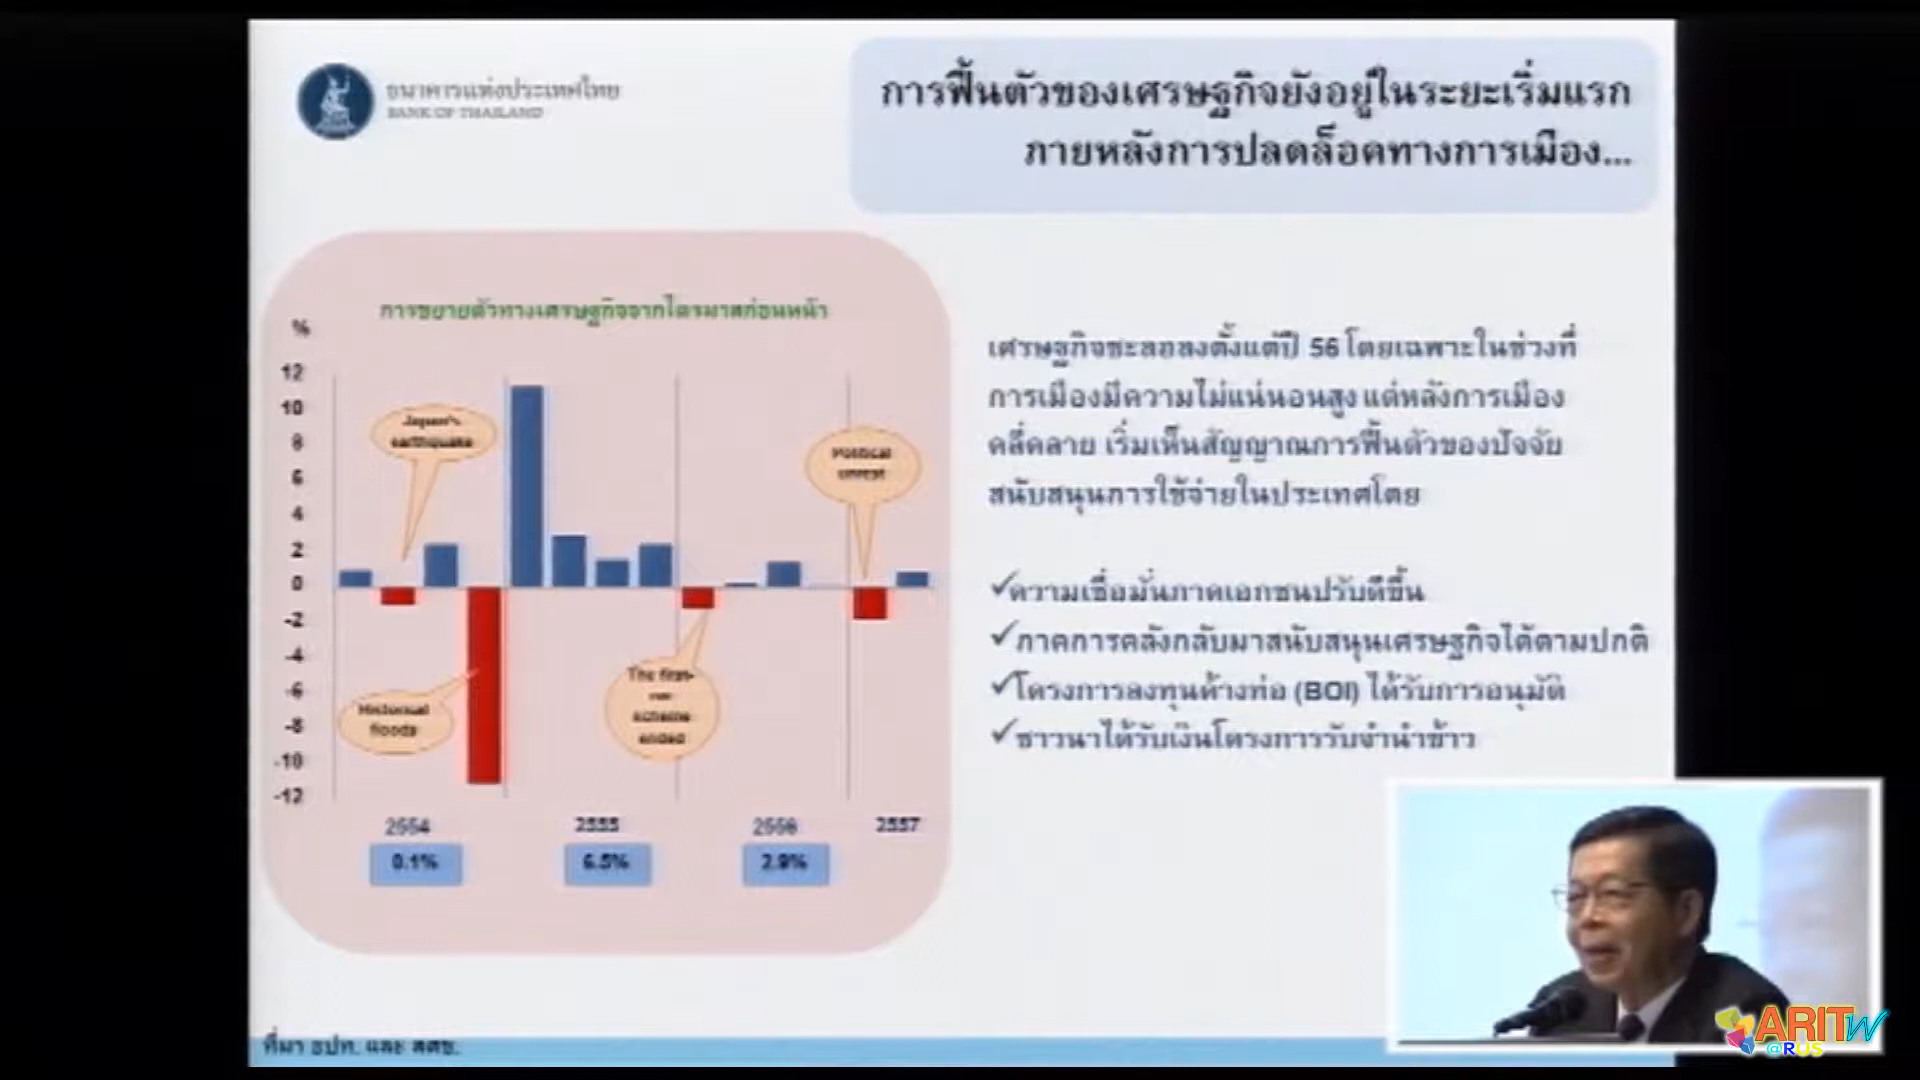 ธนาคารแห่งประเทศไทย
BANK OF THAILAND
การฟื้นตัวของเศรษฐกิจยังอยู่ในระยะเริ่มแรก
ภายหลังการปลดล็อคทางการเมือง...
การขยายตัวทางเศรษฐกิจจากไตรมาสก่อนหน้า
%
12
10
8
6
4
2
0
-2
-4
-6
-8
-10
-12
Japan's
earthquake
Historical
floods
The first-
car
scheme
ended
Political
unrest
2554
2555
2556
2557
0.1%
6.5%
2.9%
เศรษฐกิจชะลอลงตั้งแต่ปี 56 โดยเฉพาะในช่วงที่
การเมืองมีความไม่แน่นอนสูง แต่หลังการเมือง
คลี่คลาย เริ่มเห็นสัญญาณการฟื้นตัวของปัจจัย
สนับสนุนการใช้จ่ายในประเทศโดย
✓ความเชื่อมั่นภาคเอกชนปรับดีขึ้น
✓ภาคการคลังกลับมาสนับสนุนเศรษฐกิจได้ตามปกติ
✓โครงการลงทุนค้างท่อ (BOI) ได้รับการอนุมัติ
✓ชาวนาได้รับเงินโครงการรับจำนำข้าว
ที่มา ธปท. และ สศช.
ARITW
@RUS